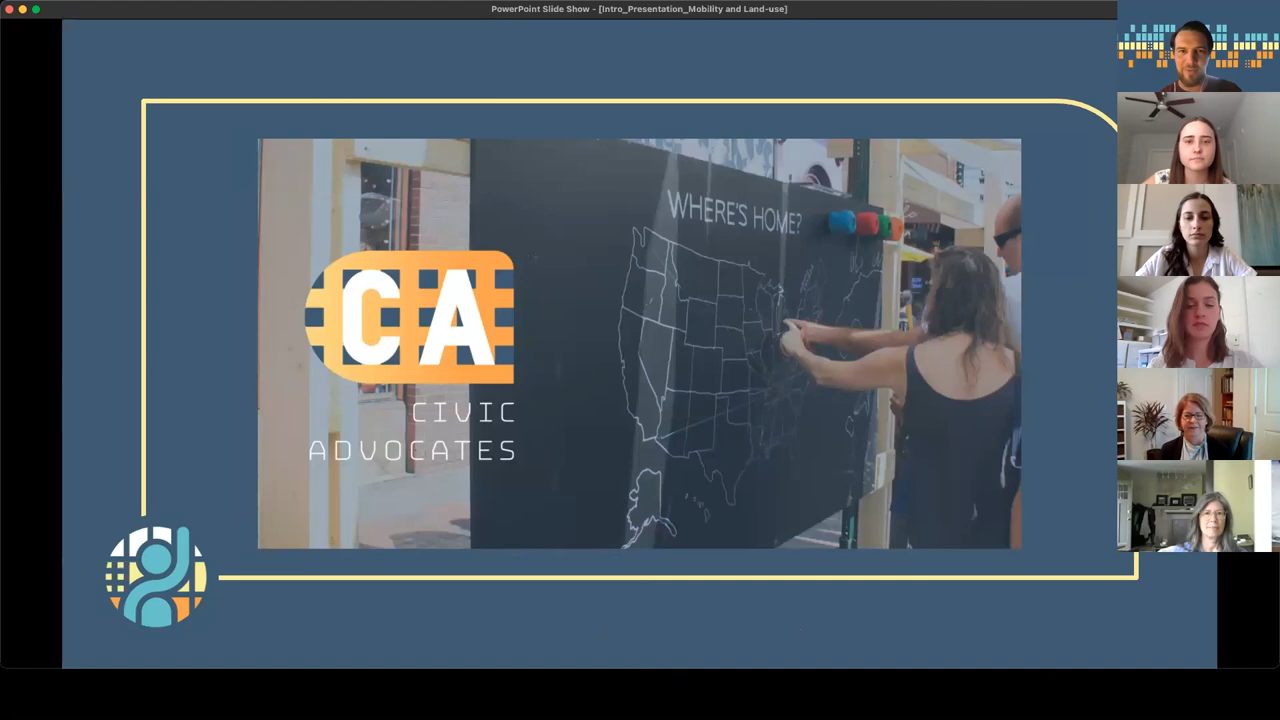 PowerPoint Slide Show - [Intro_Presentation_Mobility and Land-use]
WHERE'S HOME?
CA
CIVIC
ADVOCATES